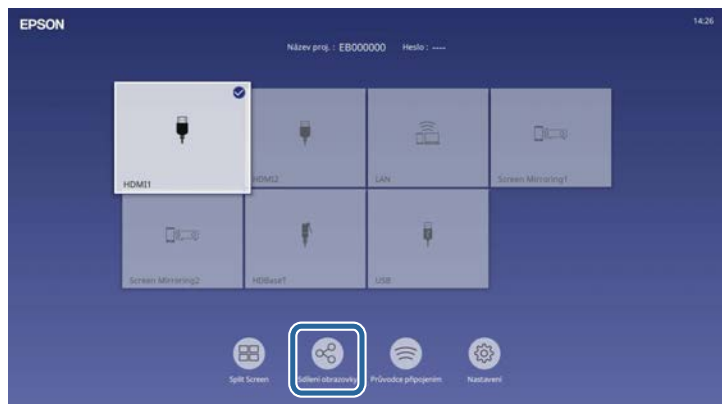 EPSON
14:26
Název proj. : EB000000 Heslo : ----
HDMI1
HDMI2
LAN
Screen Mirroring1
Screen Mirroring2
HDBaseT
USB
Split Screen
Sdílení obrazovky
Průvodce připojením
Nastavení